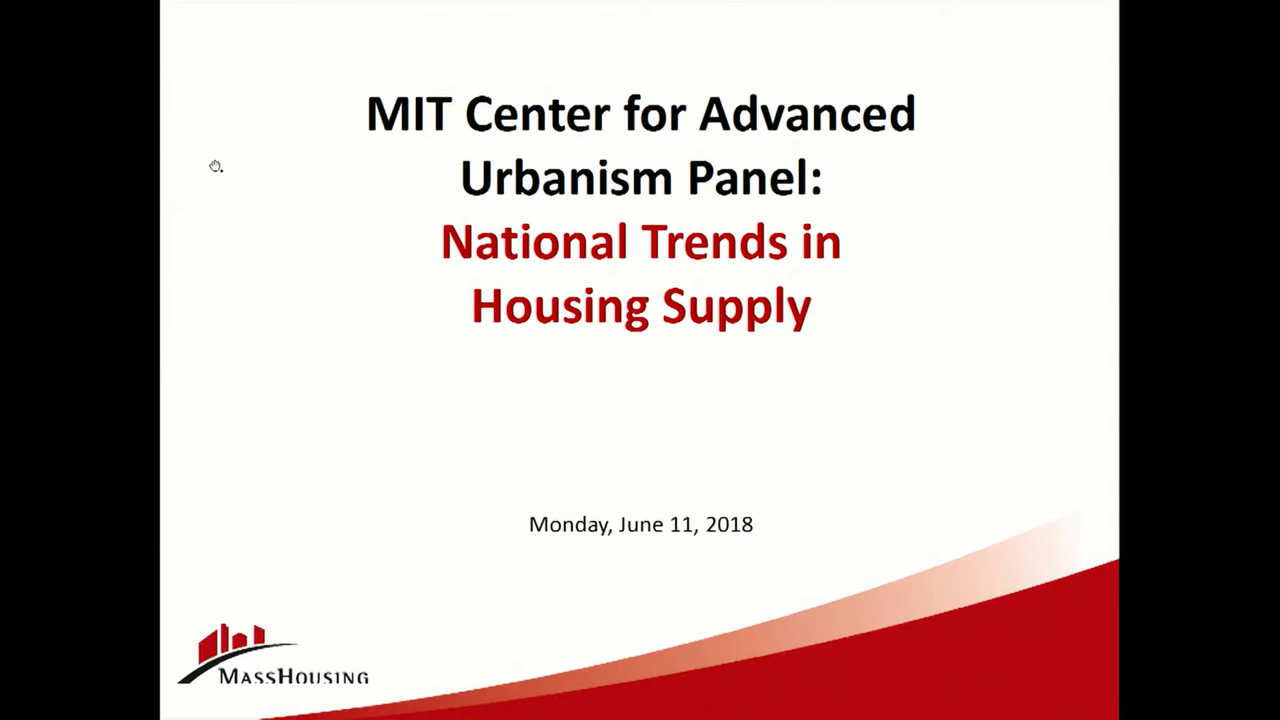 MIT Center for Advanced
Urbanism Panel:
National Trends in
Housing Supply
Monday, June 11, 2018
MASSHOUSING